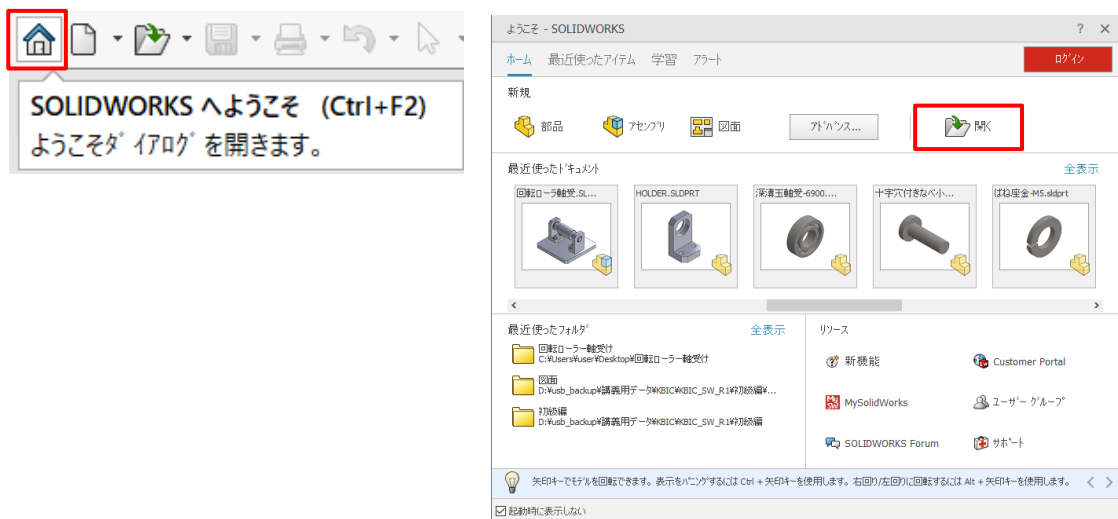 SOLIDWORKS へようこそ (Ctrl+F2)
ようこそダイアログを開きます。
ようこそ - SOLIDWORKS
ホーム 最近使ったアイテム 学習 アラート
ログイン
新規
部品 アセンブリ 図面 アドバンス... 開く
最近使ったドキュメント 全表示
回転ローラ軸受.SL... HOLDER.SLDPRT 深溝玉軸受-6900.... 十字穴付きなべ小... ばね座金-M5.sldprt
最近使ったフォルダ 全表示
回転ローラー軸受け
C:¥Users¥user¥Desktop¥回転ローラー軸受け
図面
D:¥usb_backup¥講義用データ¥KBIC¥KBIC_SW_R1¥初級編¥...
初級編
D:¥usb_backup¥講義用データ¥KBIC¥KBIC_SW_R1¥初級編
リソース
新機能 Customer Portal
MySolidWorks ユーザー グループ
SOLIDWORKS Forum サポート
矢印キーでモデルを回転できます。表示をパニングするには Ctrl + 矢印キーを使用します。右回り/左回りに回転するには Alt + 矢印キーを使用します。
起動時に表示しない